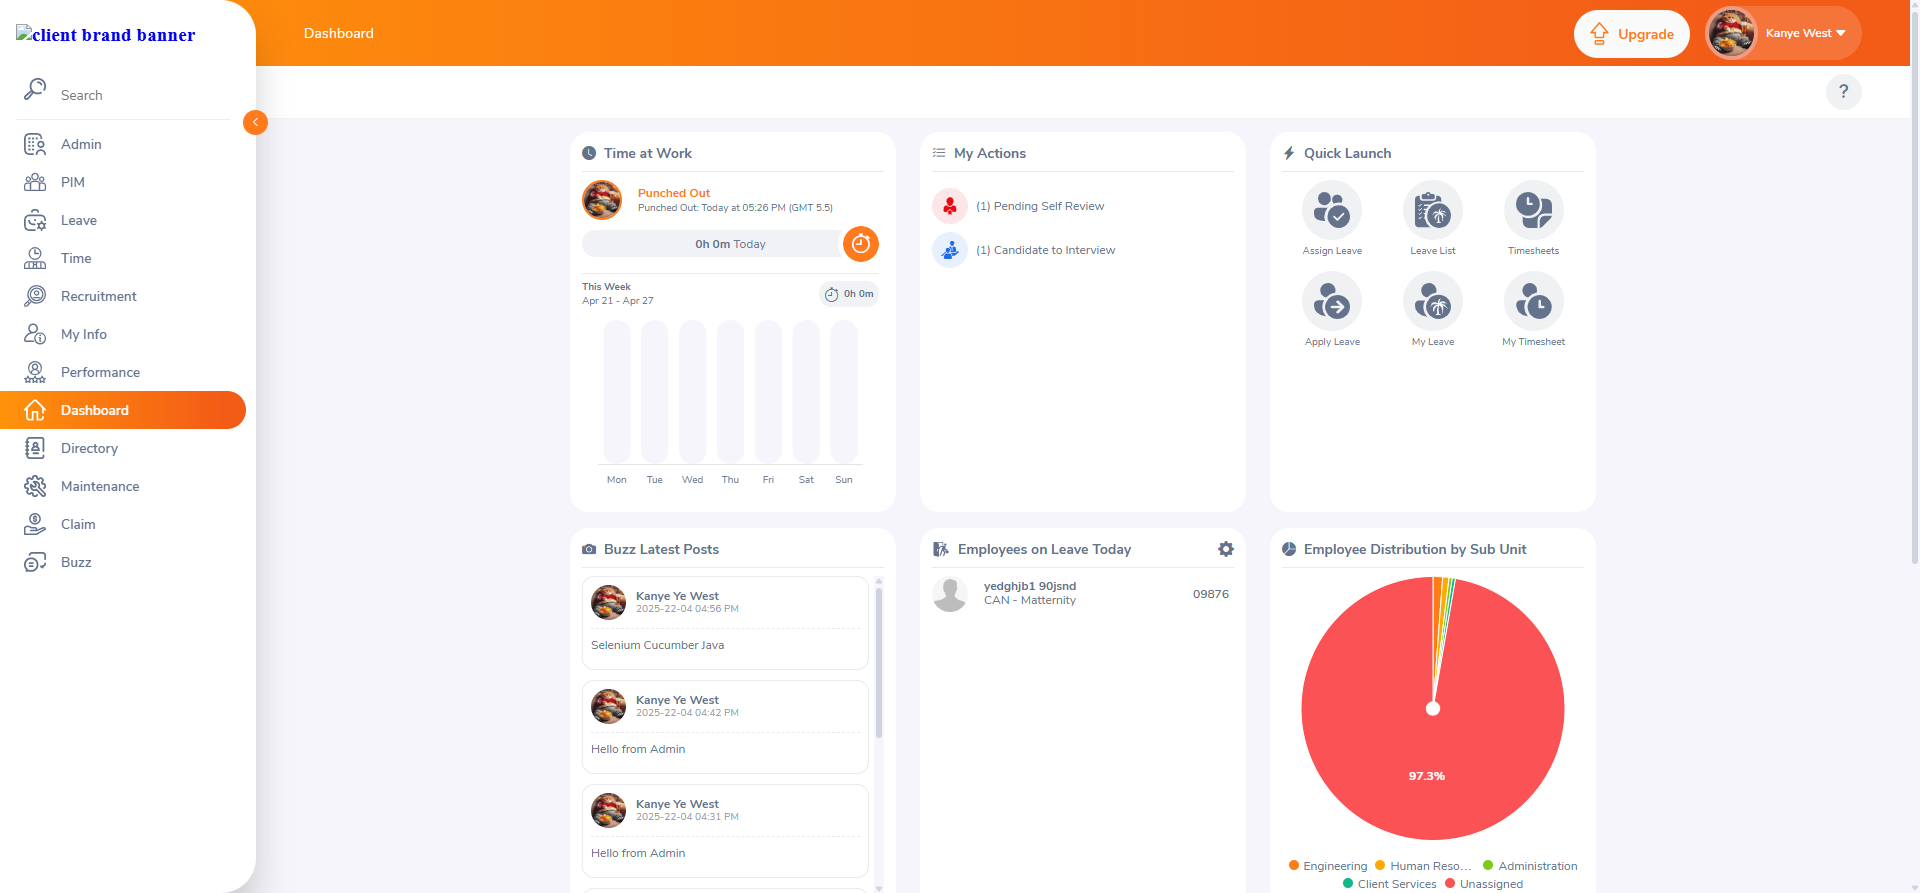 client brand banner
Search
Admin
PIM
Leave
Time
Recruitment
My Info
Performance
Dashboard
Directory
Maintenance
Claim
Buzz
Dashboard
Upgrade
Kanye West
?
Time at Work
Punched Out
Punched Out: Today at 05:26 PM (GMT 5.5)
0h 0m Today
This Week
Apr 21 - Apr 27
0h 0m
Mon Tue Wed Thu Fri Sat Sun
My Actions
(1) Pending Self Review
(1) Candidate to Interview
Quick Launch
Assign Leave
Leave List
Timesheets
Apply Leave
My Leave
My Timesheet
Buzz Latest Posts
Kanye Ye West
2025-22-04 04:56 PM
Selenium Cucumber Java
Kanye Ye West
2025-22-04 04:42 PM
Hello from Admin
Kanye Ye West
2025-22-04 04:31 PM
Hello from Admin
Employees on Leave Today
yedghjb1 90jsnd
CAN - Matternity
09876
Employee Distribution by Sub Unit
97.3%
Engineering Human Reso... Administration
Client Services Unassigned